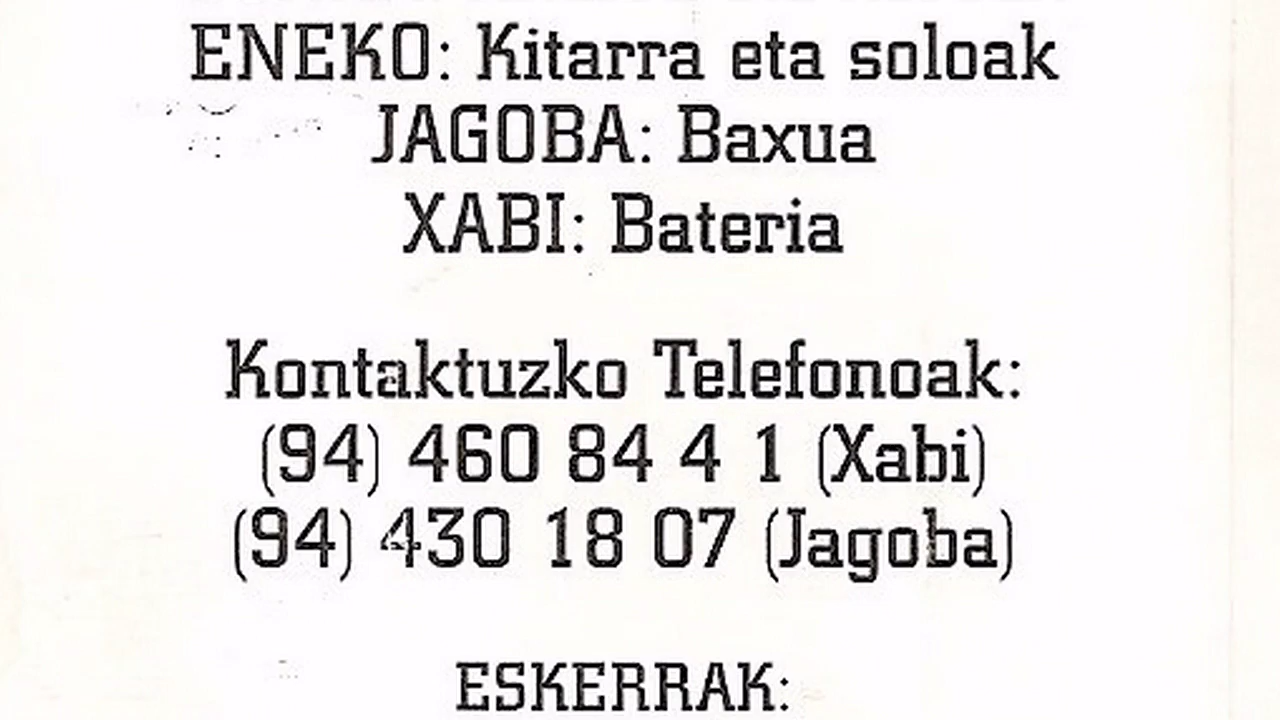 ENEKO: Kitarra eta soloak
JAGOBA: Baxua
XABI: Bateria
Kontaktuzko Telefonoak:
(94) 460 84 4 1 (Xabi)
(94) 430 18 07 (Jagoba)
ESKERRAK: